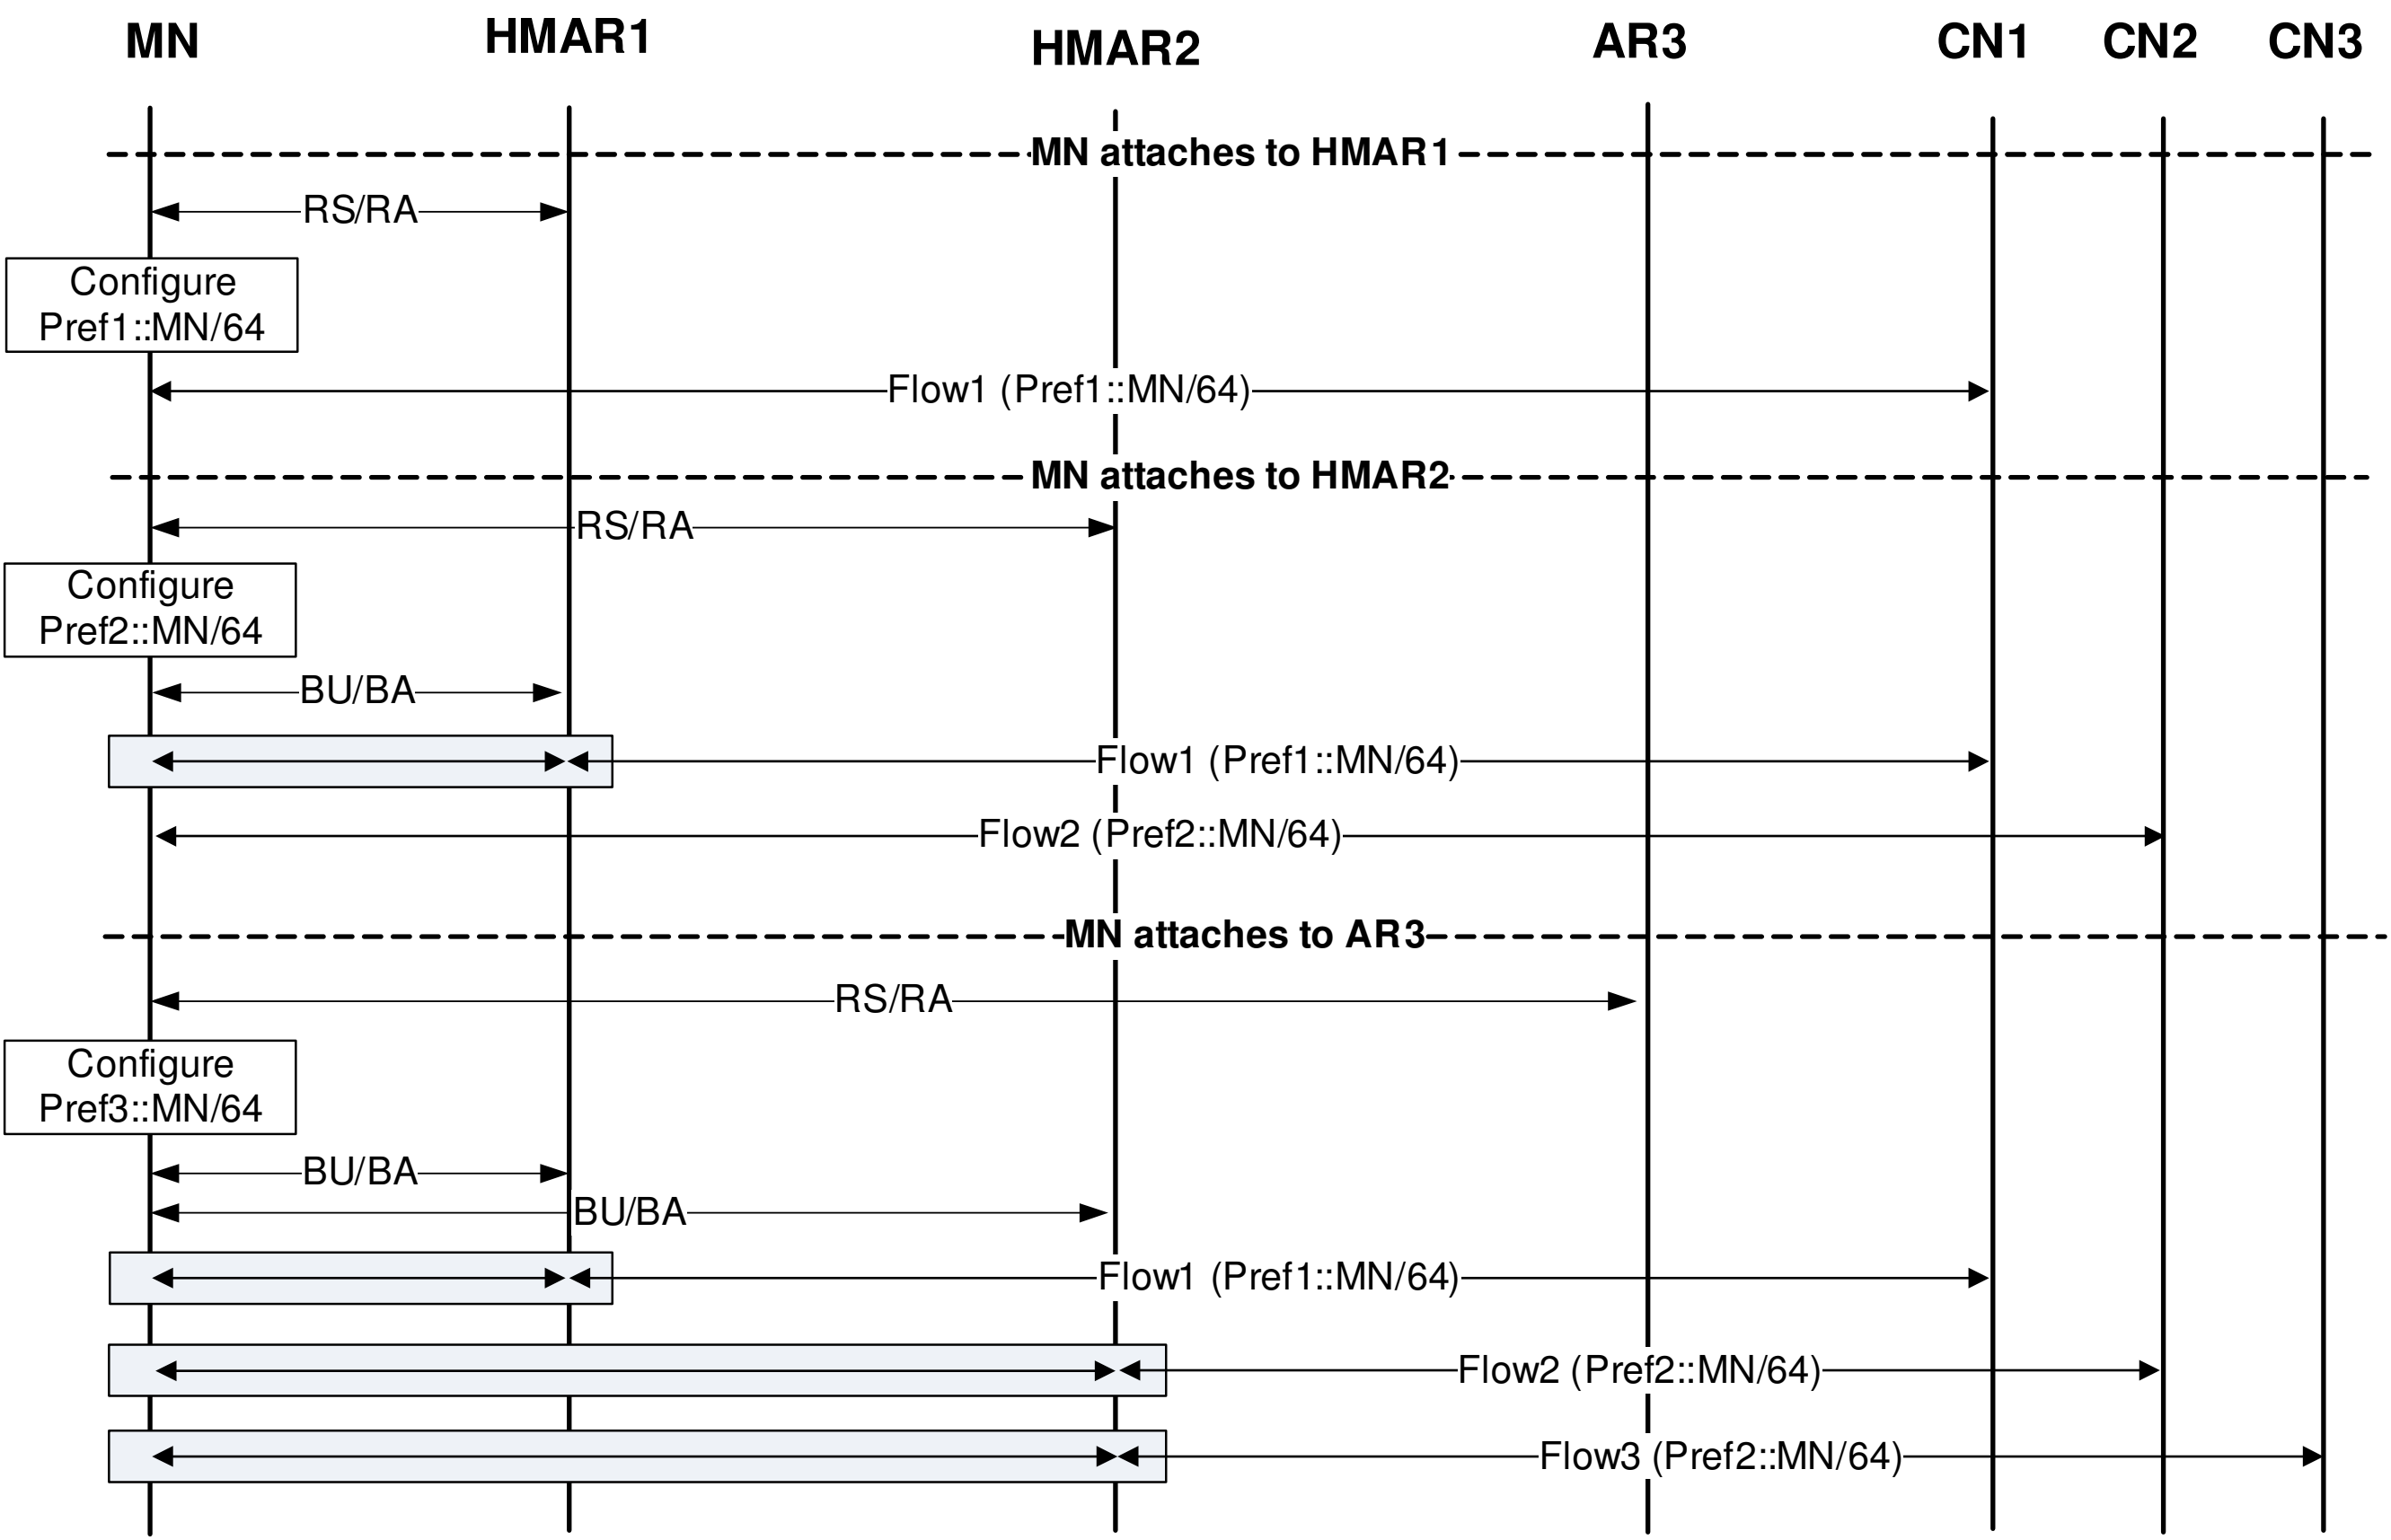 MN HMAR1 HMAR2 AR3 CN1 CN2 CN3
MN attaches to HMAR1
RS/RA
Configure
Pref1::MN/64
Flow1 (Pref1::MN/64)
MN attaches to HMAR2
RS/RA
Configure
Pref2::MN/64
BU/BA
Flow1 (Pref1::MN/64)
Flow2 (Pref2::MN/64)
MN attaches to AR3
RS/RA
Configure
Pref3::MN/64
BU/BA
BU/BA
Flow1 (Pref1::MN/64)
Flow2 (Pref2::MN/64)
Flow3 (Pref2::MN/64)